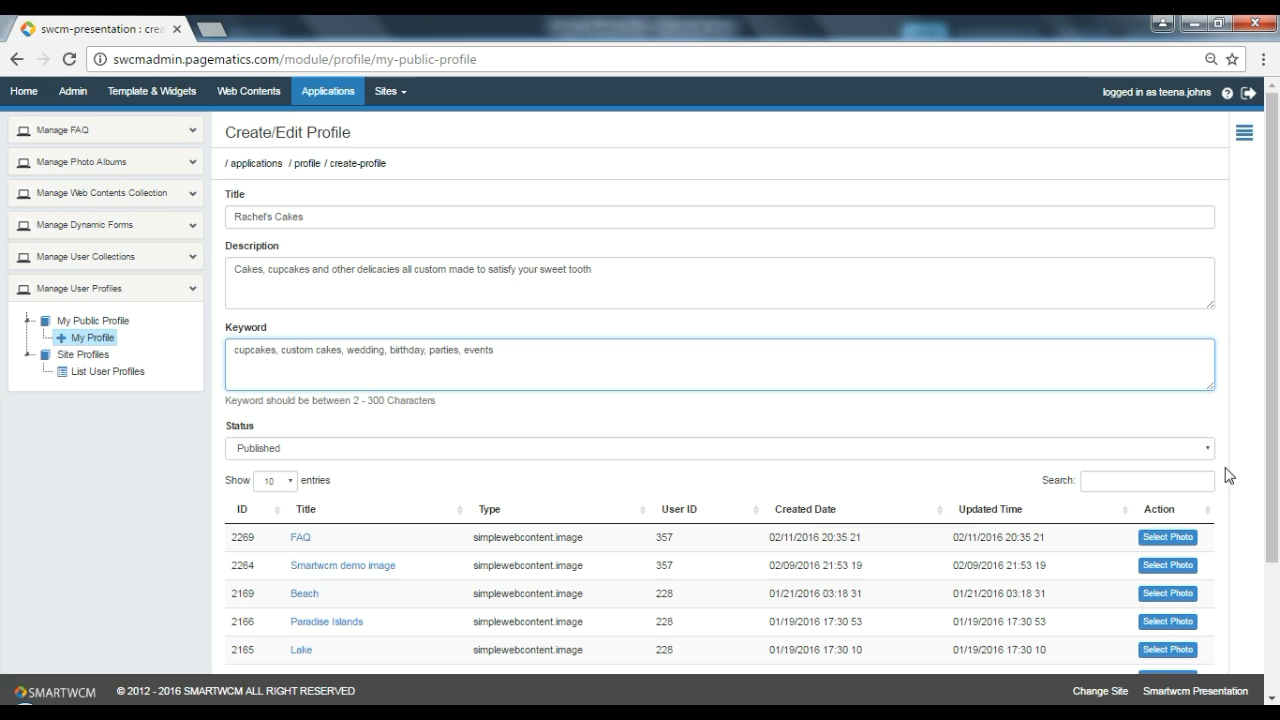 swcm-presentation : crea
swcmadmin.pagematics.com/module/profile/my-public-profile
Home Admin Template & Widgets Web Contents Applications Sites logged in as teena.johns
Manage FAQ
Manage Photo Albums
Manage Web Contents Collection
Manage Dynamic Forms
Manage User Collections
Manage User Profiles
My Public Profile
My Profile
Site Profiles
List User Profiles
Create/Edit Profile
/ applications / profile / create-profile
Title
Rachel's Cakes
Description
Cakes, cupcakes and other delicacies all custom made to satisfy your sweet tooth
Keyword
cupcakes, custom cakes, wedding, birthday, parties, events
Keyword should be between 2 - 300 Characters
Status
Published
Show 10 entries Search:
ID Title Type User ID Created Date Updated Time Action
2269 FAQ simplewebcontent.image 357 02/11/2016 20:35 21 02/11/2016 20:35 21 Select Photo
2264 Smartwcm demo image simplewebcontent.image 357 02/09/2016 21:53 19 02/09/2016 21:53 19 Select Photo
2169 Beach simplewebcontent.image 228 01/21/2016 03:18 31 01/21/2016 03:18 31 Select Photo
2166 Paradise Islands simplewebcontent.image 228 01/19/2016 17:30 53 01/19/2016 17:30 53 Select Photo
2165 Lake simplewebcontent.image 228 01/19/2016 17:30 10 01/19/2016 17:30 10 Select Photo
SMARTWCM © 2012 - 2016 SMARTWCM ALL RIGHT RESERVED Change Site Smartwcm Presentation